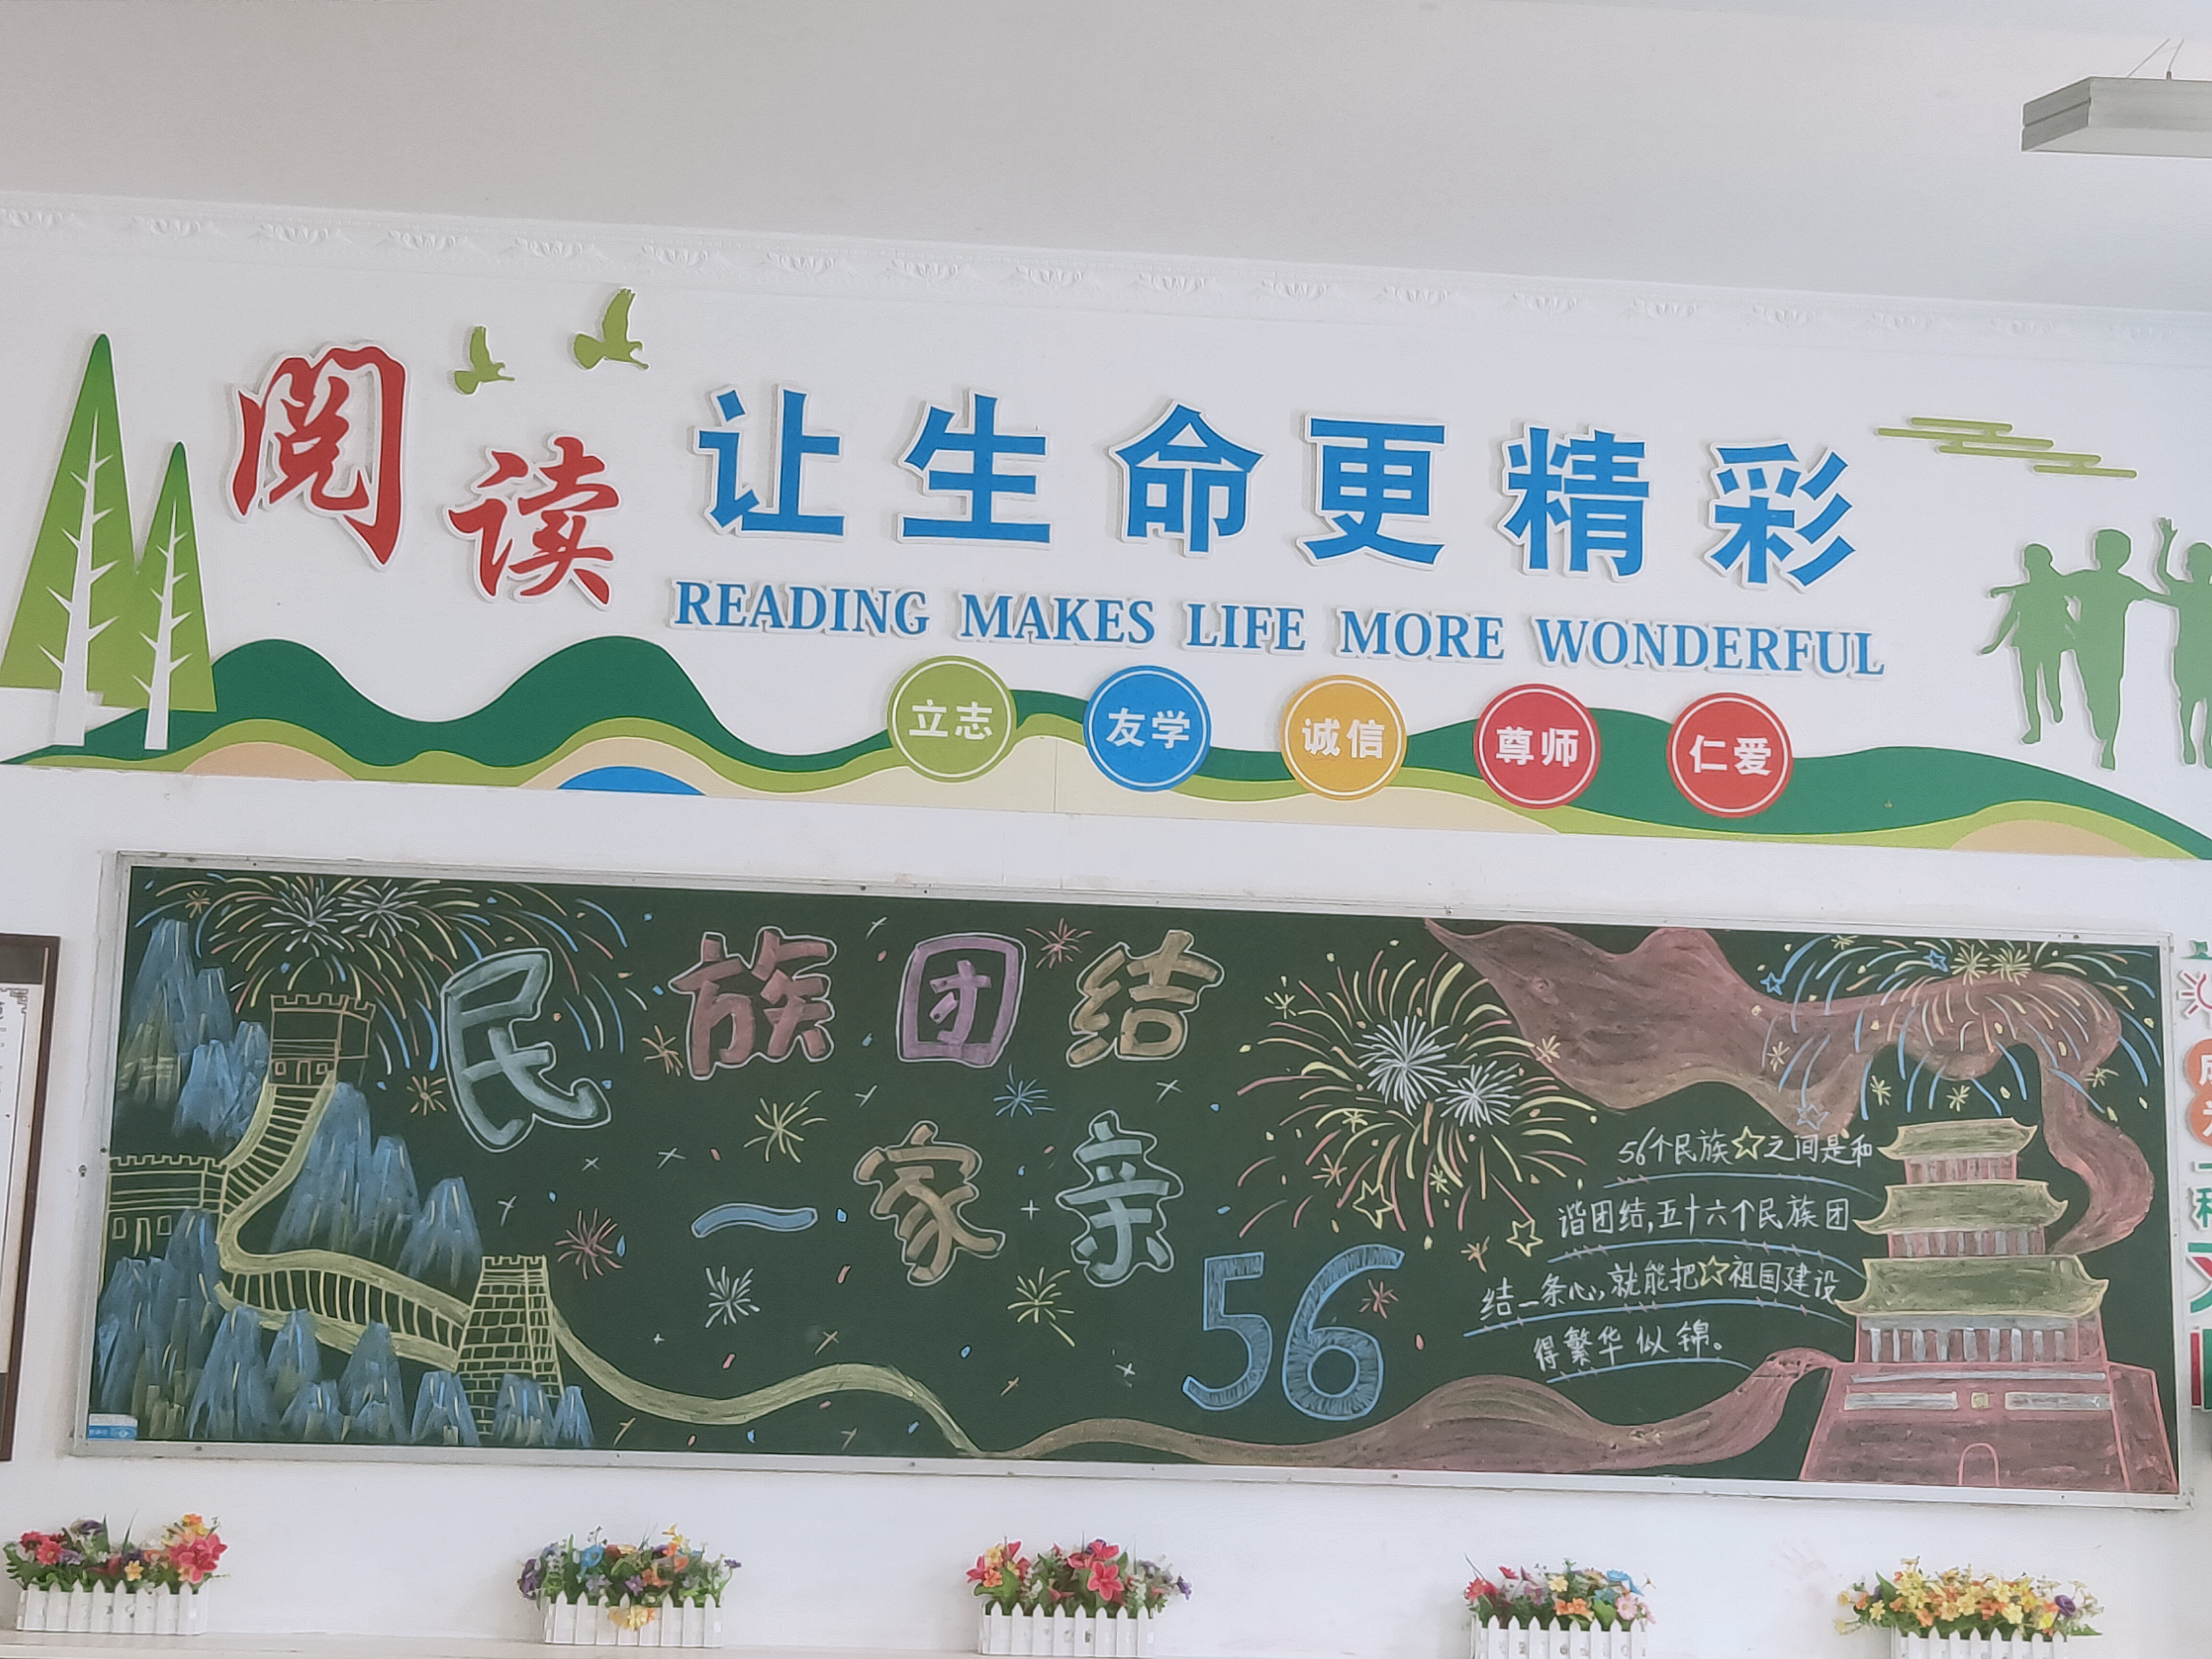 阅读
让生命更精彩
READING MAKES LIFE MORE WONDERFUL
立志
友学
诚信
尊师
仁爱
民族团结
一家亲
56
56个民族☆之间是和
谐团结,五十六个民族团
结一条心,就能把☆祖国建设
得繁华似锦。